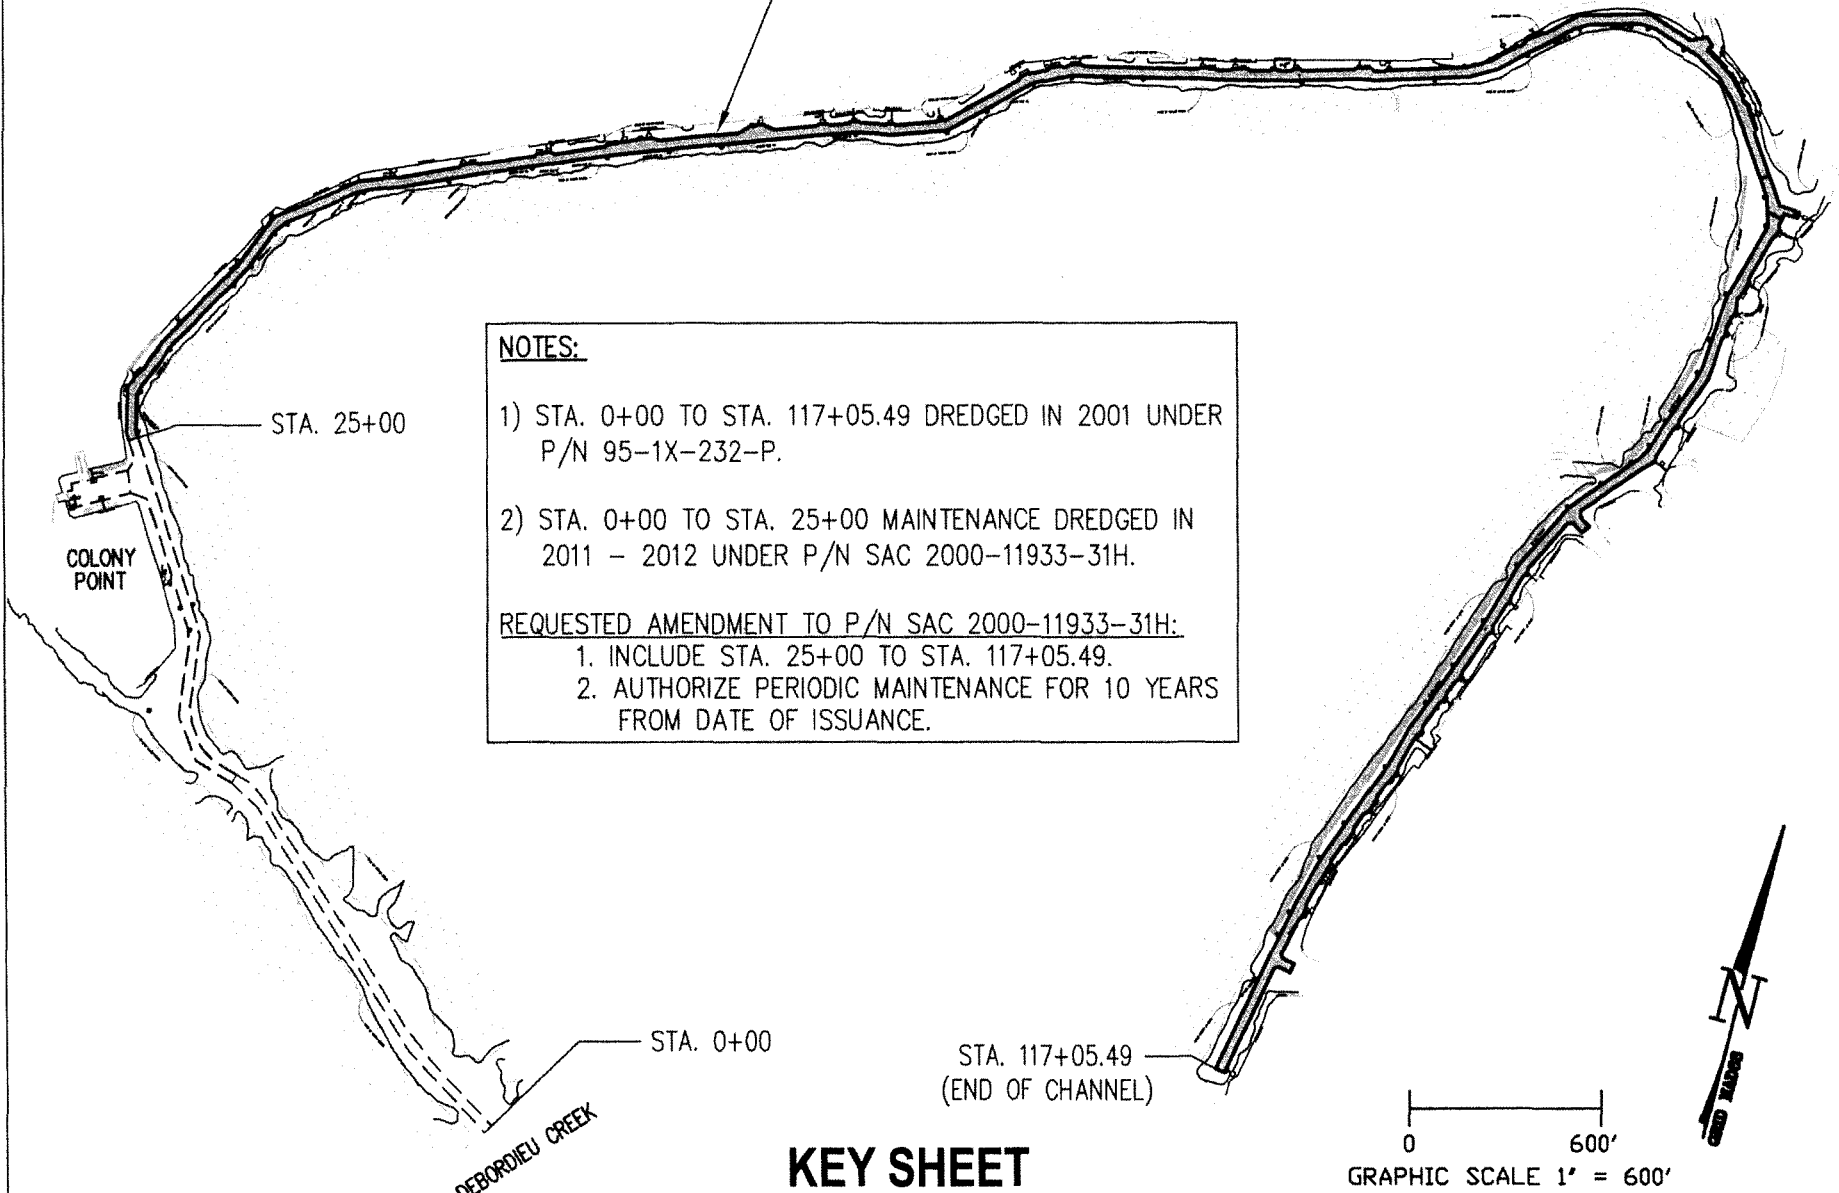 NOTES:
1) STA. 0+00 TO STA. 117+05.49 DREDGED IN 2001 UNDER
P/N 95-1X-232-P.
2) STA. 0+00 TO STA. 25+00 MAINTENANCE DREDGED IN
2011 - 2012 UNDER P/N SAC 2000-11933-31H.
REQUESTED AMENDMENT TO P/N SAC 2000-11933-31H:
1. INCLUDE STA. 25+00 TO STA. 117+05.49.
2. AUTHORIZE PERIODIC MAINTENANCE FOR 10 YEARS
FROM DATE OF ISSUANCE.
STA. 25+00
COLONY
POINT
STA. 0+00
DEBORDIEU CREEK
STA. 117+05.49
(END OF CHANNEL)
N
GRID NAD83
0 600'
GRAPHIC SCALE 1' = 600'
KEY SHEET